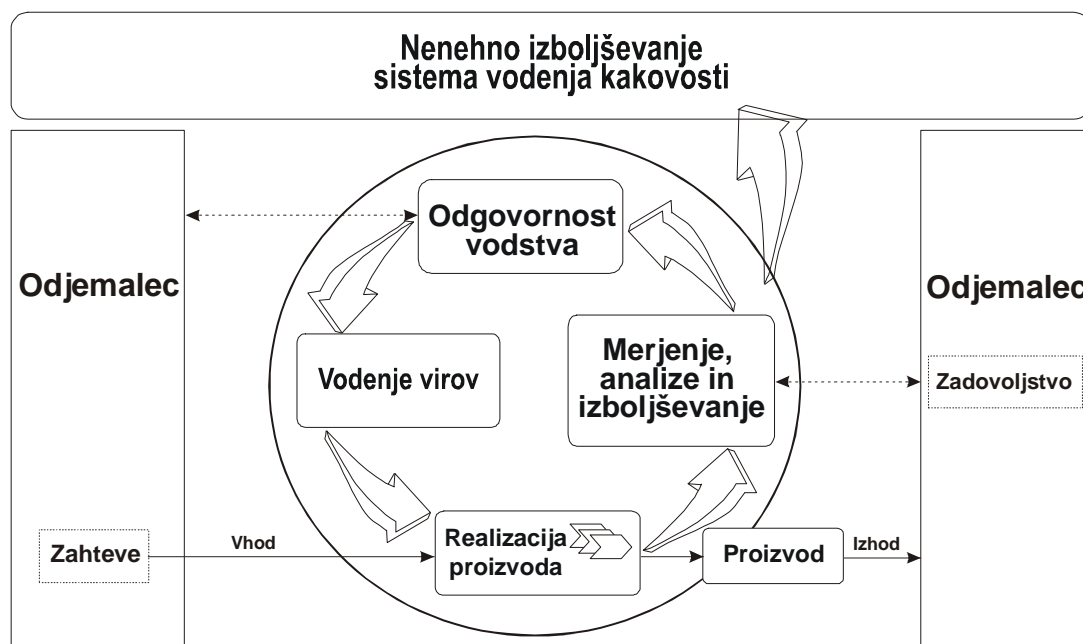 Nenehno izboljševanje
sistema vodenja kakovosti
Odgovornost
vodstva
Odjemalec
Odjemalec
Vodenje virov
Merjenje,
analize in
izboljševanje
Zadovoljstvo
Zahteve
Vhod
Realizacija
proizvoda
Proizvod
Izhod